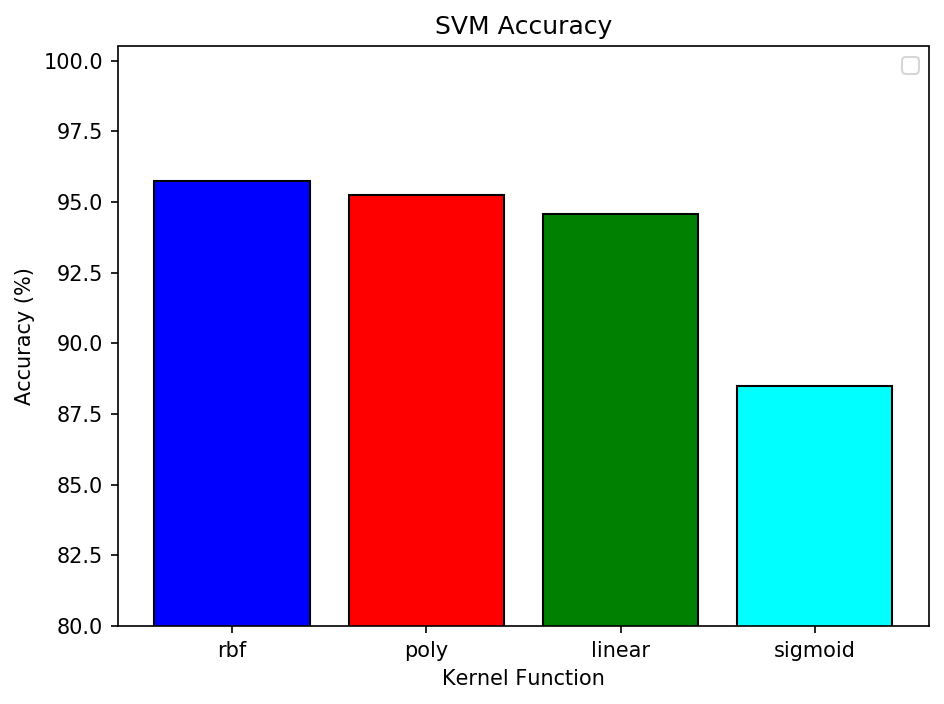 SVM Accuracy
100.0
97.5
95.0
92.5
90.0
87.5
85.0
82.5
80.0
Accuracy (%)
rbf poly linear sigmoid
Kernel Function